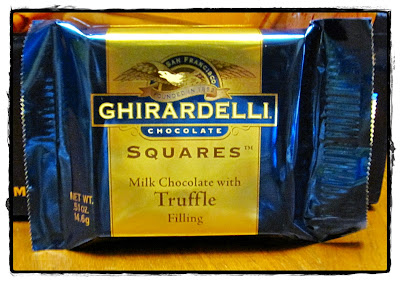 SAN FRANCISCO
GHIRARDELLI
CHOCOLATE
SQUARES™
Milk Chocolate with
Truffle
Filling
NET WT.
.51 oz.
14.6g